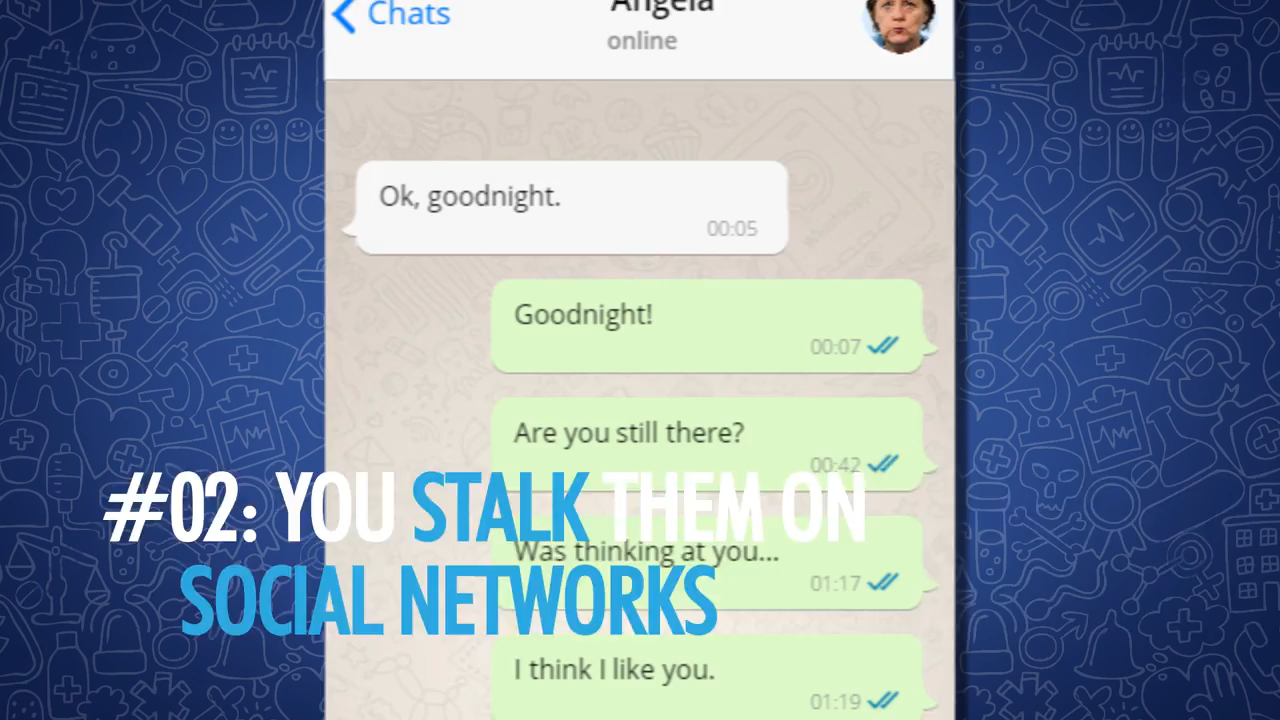 Chats
Angela
online
Ok, goodnight.
00:05
Goodnight!
00:07
Are you still there?
00:42
#02: YOU STALK THEM ON
SOCIAL NETWORKS
Was thinking at you...
01:17
I think I like you.
01:19